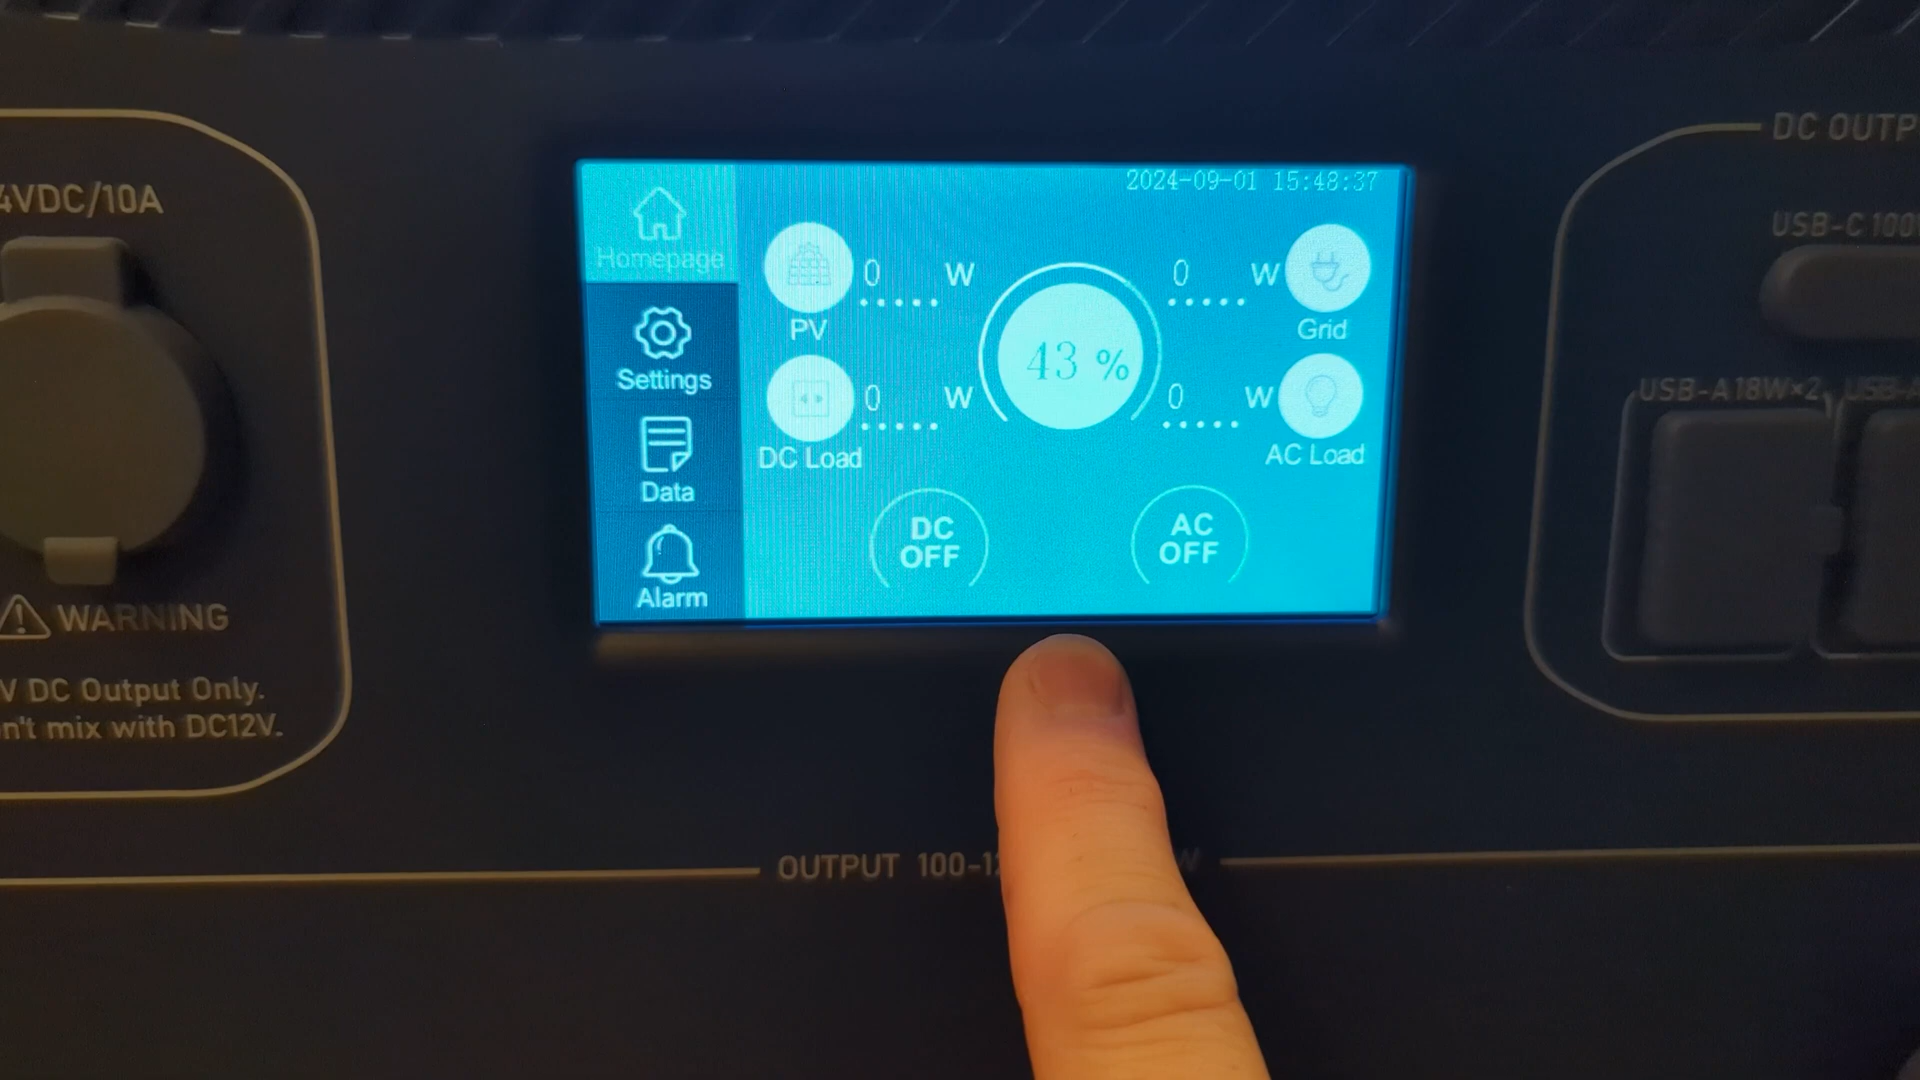 4VDC/10A
WARNING
V DC Output Only.
n't mix with DC12V.
2024-09-01 15:48:37
Homepage
Settings
Data
Alarm
0 W
PV
0 W
DC Load
43 %
0 W
Grid
0 W
AC Load
DC
OFF
AC
OFF
OUTPUT 100-12
W
DC OUTP
USB-C 100
USB-A 18W×2
USB-A